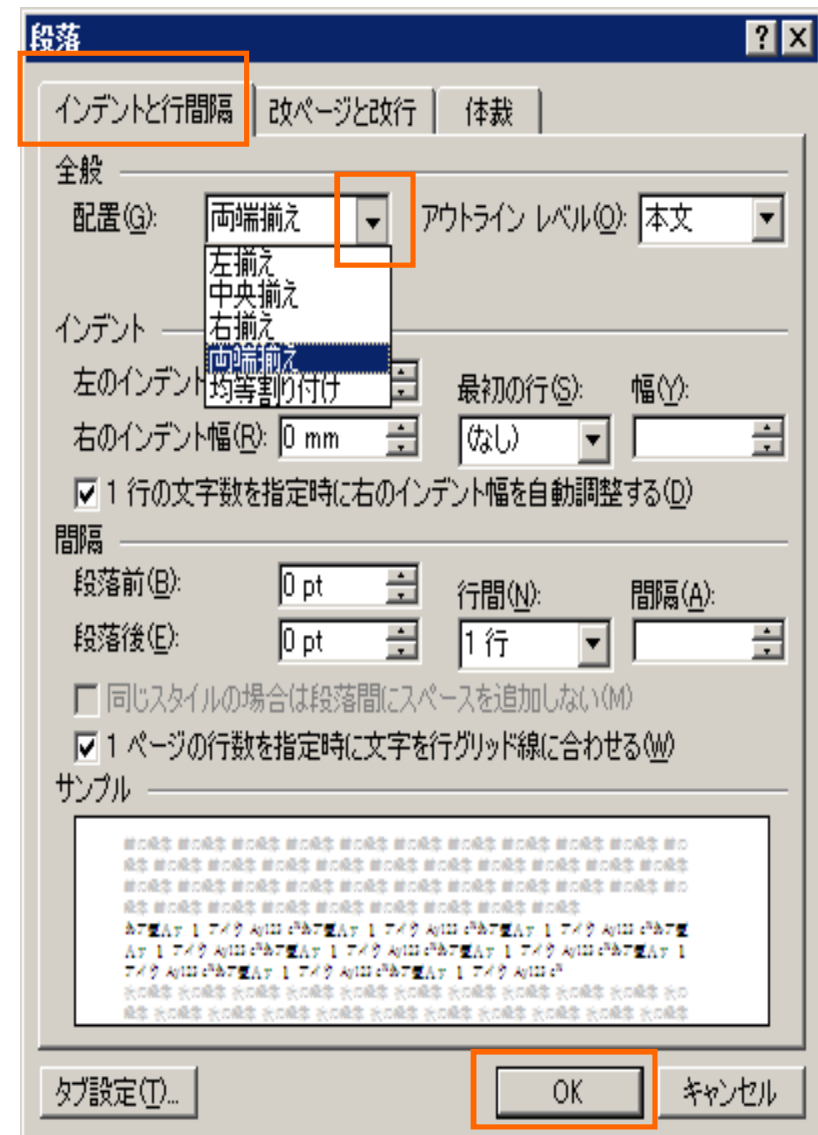 段落
インデントと行間隔 改ページと改行 体裁
全般
配置(G): 両端揃え アウトライン レベル(O): 本文
左揃え
中央揃え
右揃え
両端揃え
均等割り付け
インデント
左のインデント 最初の行(S): 幅(Y):
右のインデント幅(R): 0 mm (なし)
1 行の文字数を指定時に右のインデント幅を自動調整する(D)
間隔
段落前(B): 0 pt 行間(N): 間隔(A):
段落後(E): 0 pt 1 行
同じスタイルの場合は段落間にスペースを追加しない(M)
1 ページの行数を指定時に文字を行グリッド線に合わせる(W)
サンプル
タブ設定(T)... OK キャンセル